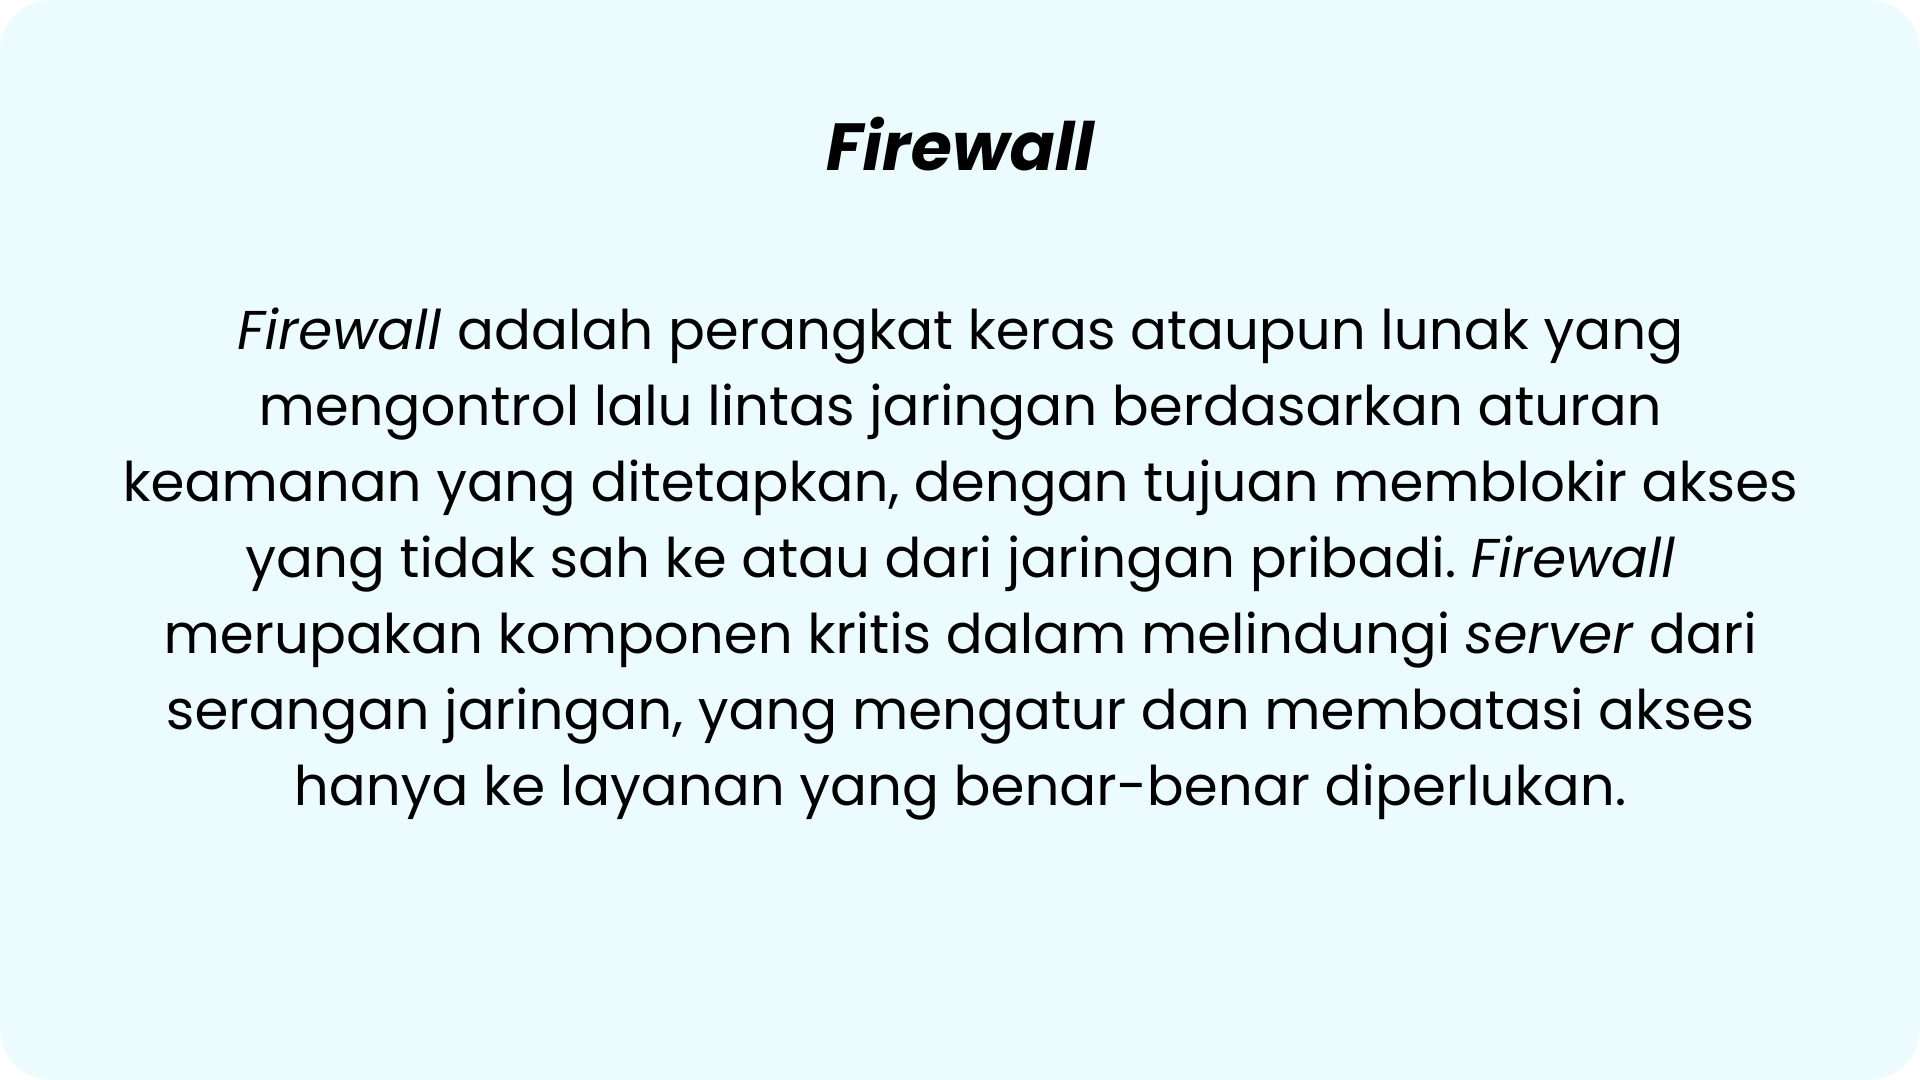 Firewall
Firewall adalah perangkat keras ataupun lunak yang
mengontrol lalu lintas jaringan berdasarkan aturan
keamanan yang ditetapkan, dengan tujuan memblokir akses
yang tidak sah ke atau dari jaringan pribadi. Firewall
merupakan komponen kritis dalam melindungi server dari
serangan jaringan, yang mengatur dan membatasi akses
hanya ke layanan yang benar-benar diperlukan.